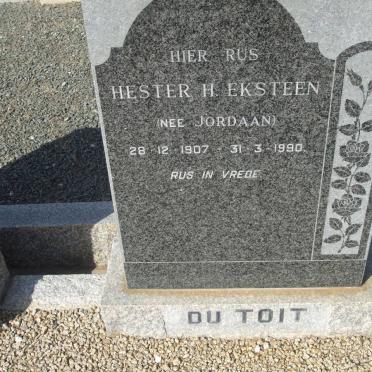 HIER RUS
HESTER H. EKSTEEN
(NEE JORDAAN)
28-12-1907 - 31-3-1990.
RUS IN VREDE
DU TOIT